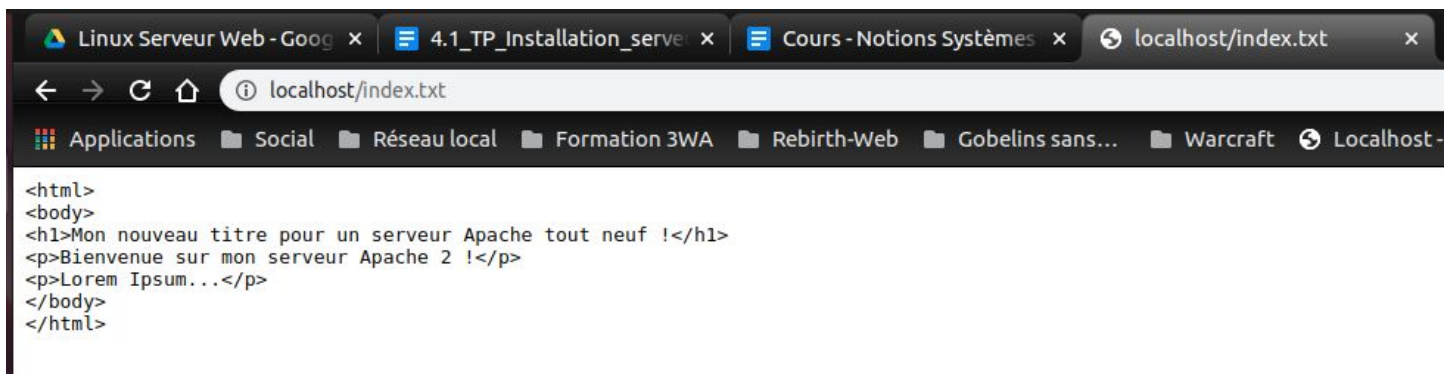 Linux Serveur Web - Goog
4.1_TP_Installation_serve
Cours - Notions Systèmes
localhost/index.txt
localhost/index.txt
Applications Social Réseau local Formation 3WA Rebirth-Web Gobelins sans... Warcraft Localhost -
<html>
<body>
<h1>Mon nouveau titre pour un serveur Apache tout neuf !</h1>
<p>Bienvenue sur mon serveur Apache 2 !</p>
<p>Lorem Ipsum...</p>
</body>
</html>